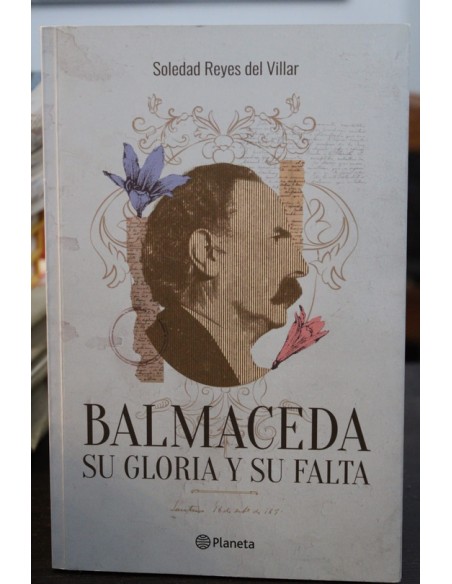 Soledad Reyes del Villar
BALMACEDA
SU GLORIA Y SU FALTA
Planeta